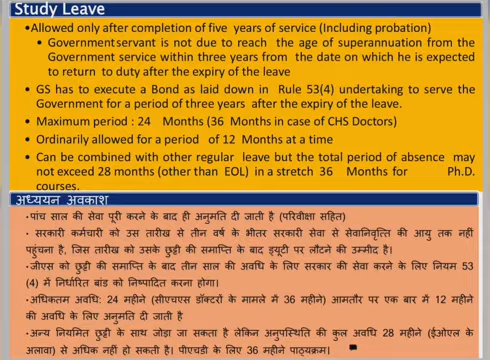 Study Leave
•Allowed only after completion of five years of service (Including probation)
• Government servant is not due to reach the age of superannuation from the
Government service within three years from the date on which he is expected
to return to duty after the expiry of the leave
• GS has to execute a Bond as laid down in Rule 53(4) undertaking to serve the
Government for a period of three years after the expiry of the leave.
• Maximum period : 24 Months (36 Months in case of CHS Doctors)
• Ordinarily allowed for a period of 12 Months at a time
• Can be combined with other regular leave but the total period of absence may
not exceed 28 months (other than EOL) in a stretch 36 Months for Ph.D.
courses.
अध्ययन अवकाश
•पांच साल की सेवा पूरी करने के बाद ही अनुमति दी जाती है (परिवीक्षा सहित)
• सरकारी कर्मचारी को उस तारीख से तीन वर्ष के भीतर सरकारी सेवा से सेवानिवृत्ति की आयु तक नहीं
पहुंचना है, जिस तारीख को उसके छुट्टी की समाप्ति के बाद ड्यूटी पर लौटने की उम्मीद है।
•जीएस को छुट्टी की समाप्ति के बाद तीन साल की अवधि के लिए सरकार की सेवा करने के लिए नियम 53
(4) में निर्धारित बांड को निष्पादित करना होगा।
•अधिकतम अवधि: 24 महीने (सीएचएस डॉक्टरों के मामले में 36 महीने) आमतौर पर एक बार में 12 महीने
की अवधि के लिए अनुमति दी जाती है
•अन्य नियमित छुट्टी के साथ जोड़ा जा सकता है लेकिन अनुपस्थिति की कुल अवधि 28 महीने (ईओएल के
अलावा) से अधिक नहीं हो सकती है। पीएचडी के लिए 36 महीने पाठ्यक्रम।